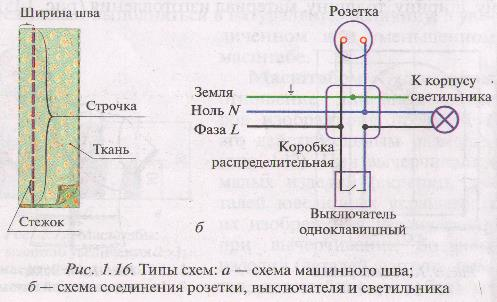 Ширина шва
Строчка
Ткань
Стежок
Розетка
Земля
Ноль N
Фаза L
К корпусу
светильника
Коробка
распределительная
Выключатель
одноклавишный
б
Рис. 1.16. Типы схем: а — схема машинного шва;
б — схема соединения розетки, выключателя и светильника